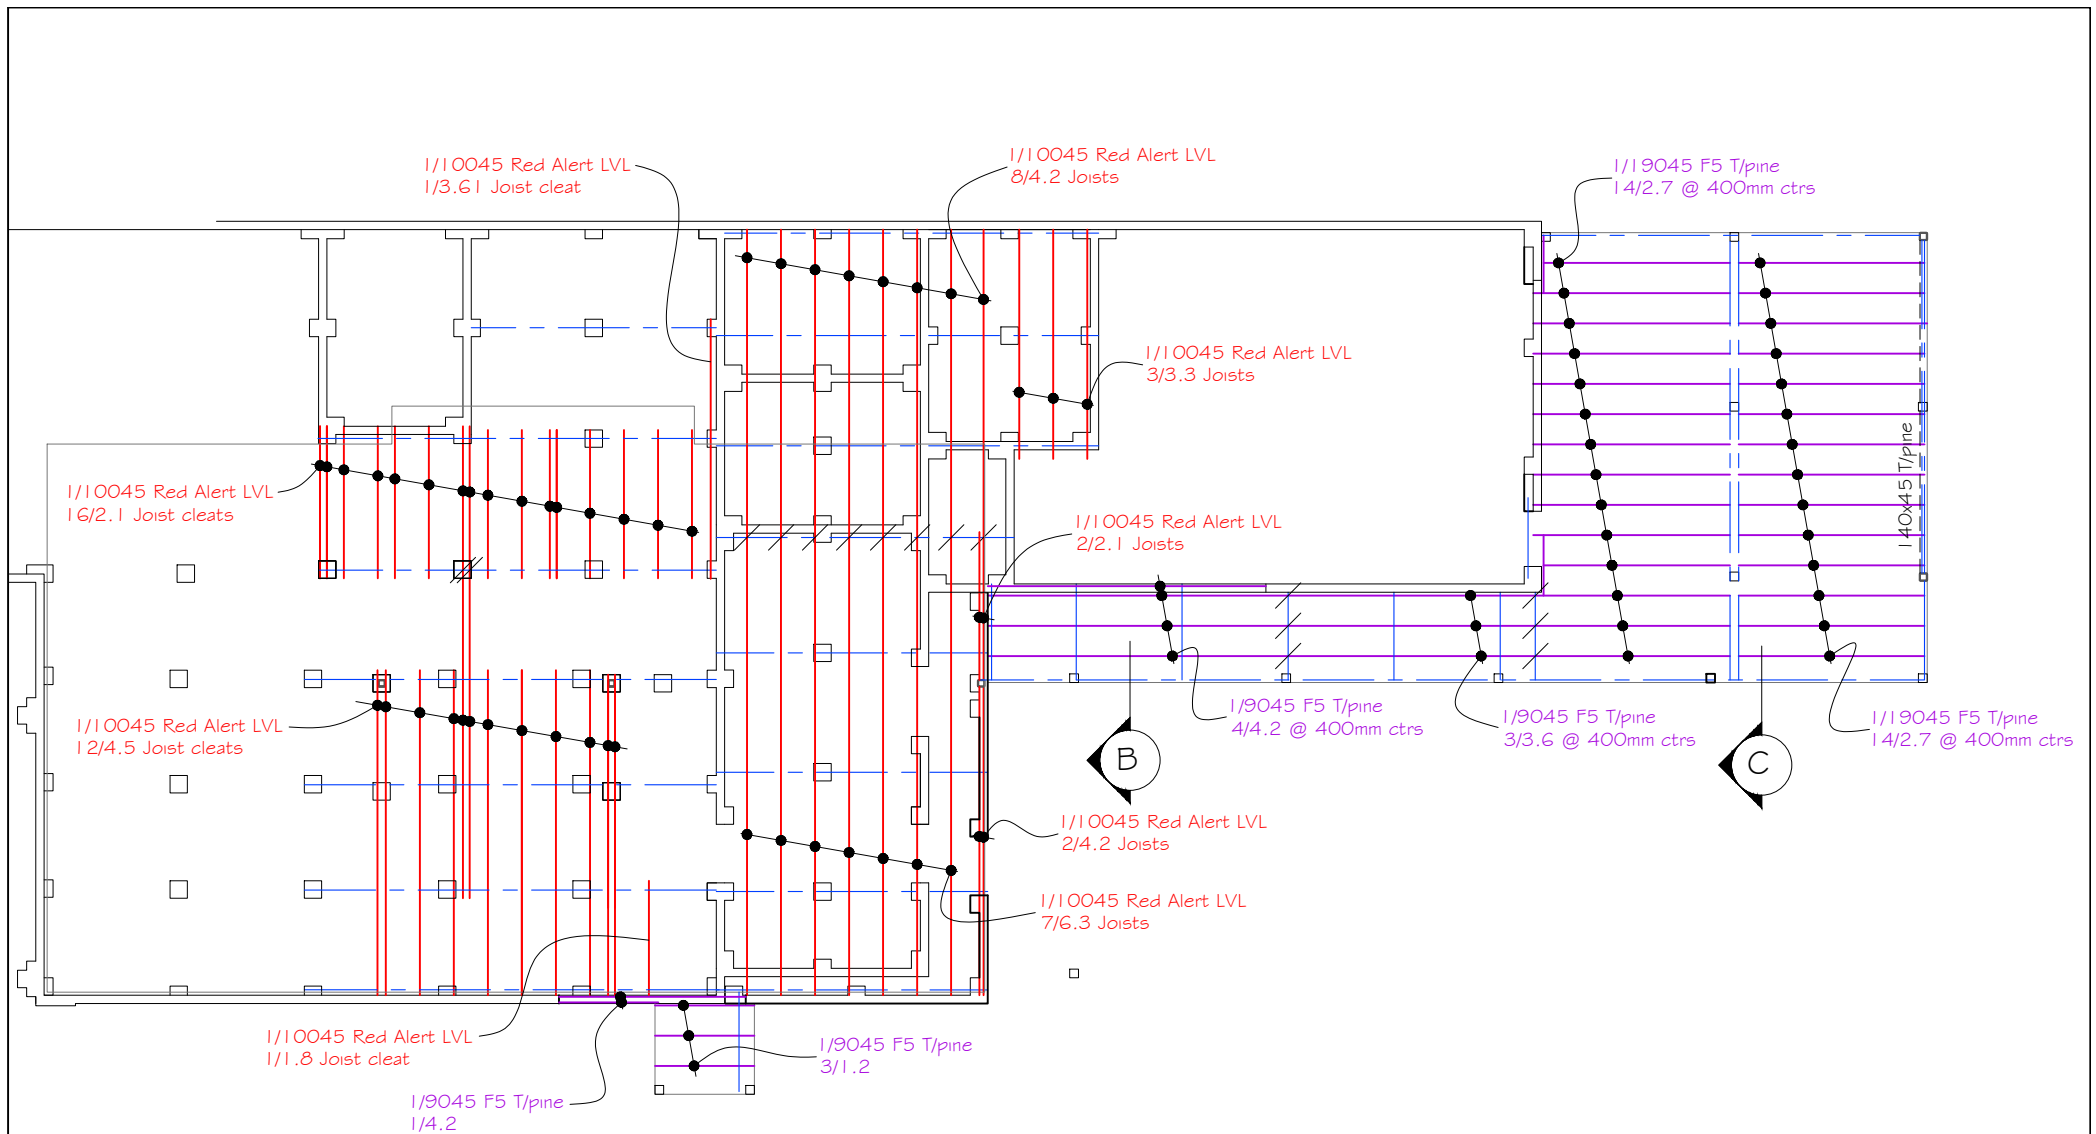 1/10045 Red Alert LVL
1/3.61 Joist cleat
1/10045 Red Alert LVL
8/4.2 Joists
1/19045 F5 T/pine
14/2.7 @ 400mm ctrs
1/10045 Red Alert LVL
3/3.3 Joists
140x45 T/pine
1/10045 Red Alert LVL
16/2.1 Joist cleats
1/10045 Red Alert LVL
2/2.1 Joists
1/10045 Red Alert LVL
12/4.5 Joist cleats
1/9045 F5 T/pine
4/4.2 @ 400mm ctrs
1/9045 F5 T/pine
3/3.6 @ 400mm ctrs
1/19045 F5 T/pine
14/2.7 @ 400mm ctrs
B
C
1/10045 Red Alert LVL
2/4.2 Joists
1/10045 Red Alert LVL
7/6.3 Joists
1/10045 Red Alert LVL
1/1.8 Joist cleat
1/9045 F5 T/pine
3/1.2
1/9045 F5 T/pine
1/4.2